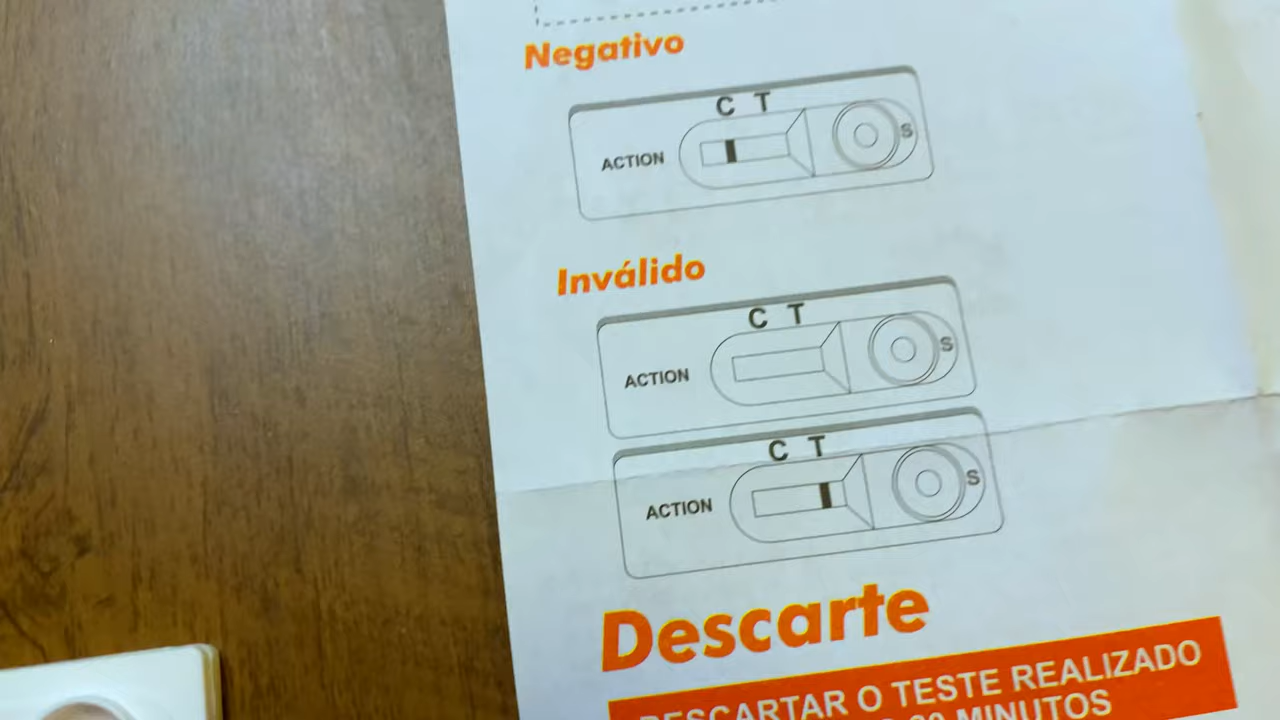 Negativo
C T
ACTION
S
Inválido
C T
ACTION
S
C T
ACTION
S
Descarte
DESCARTAR O TESTE REALIZADO
MINUTOS